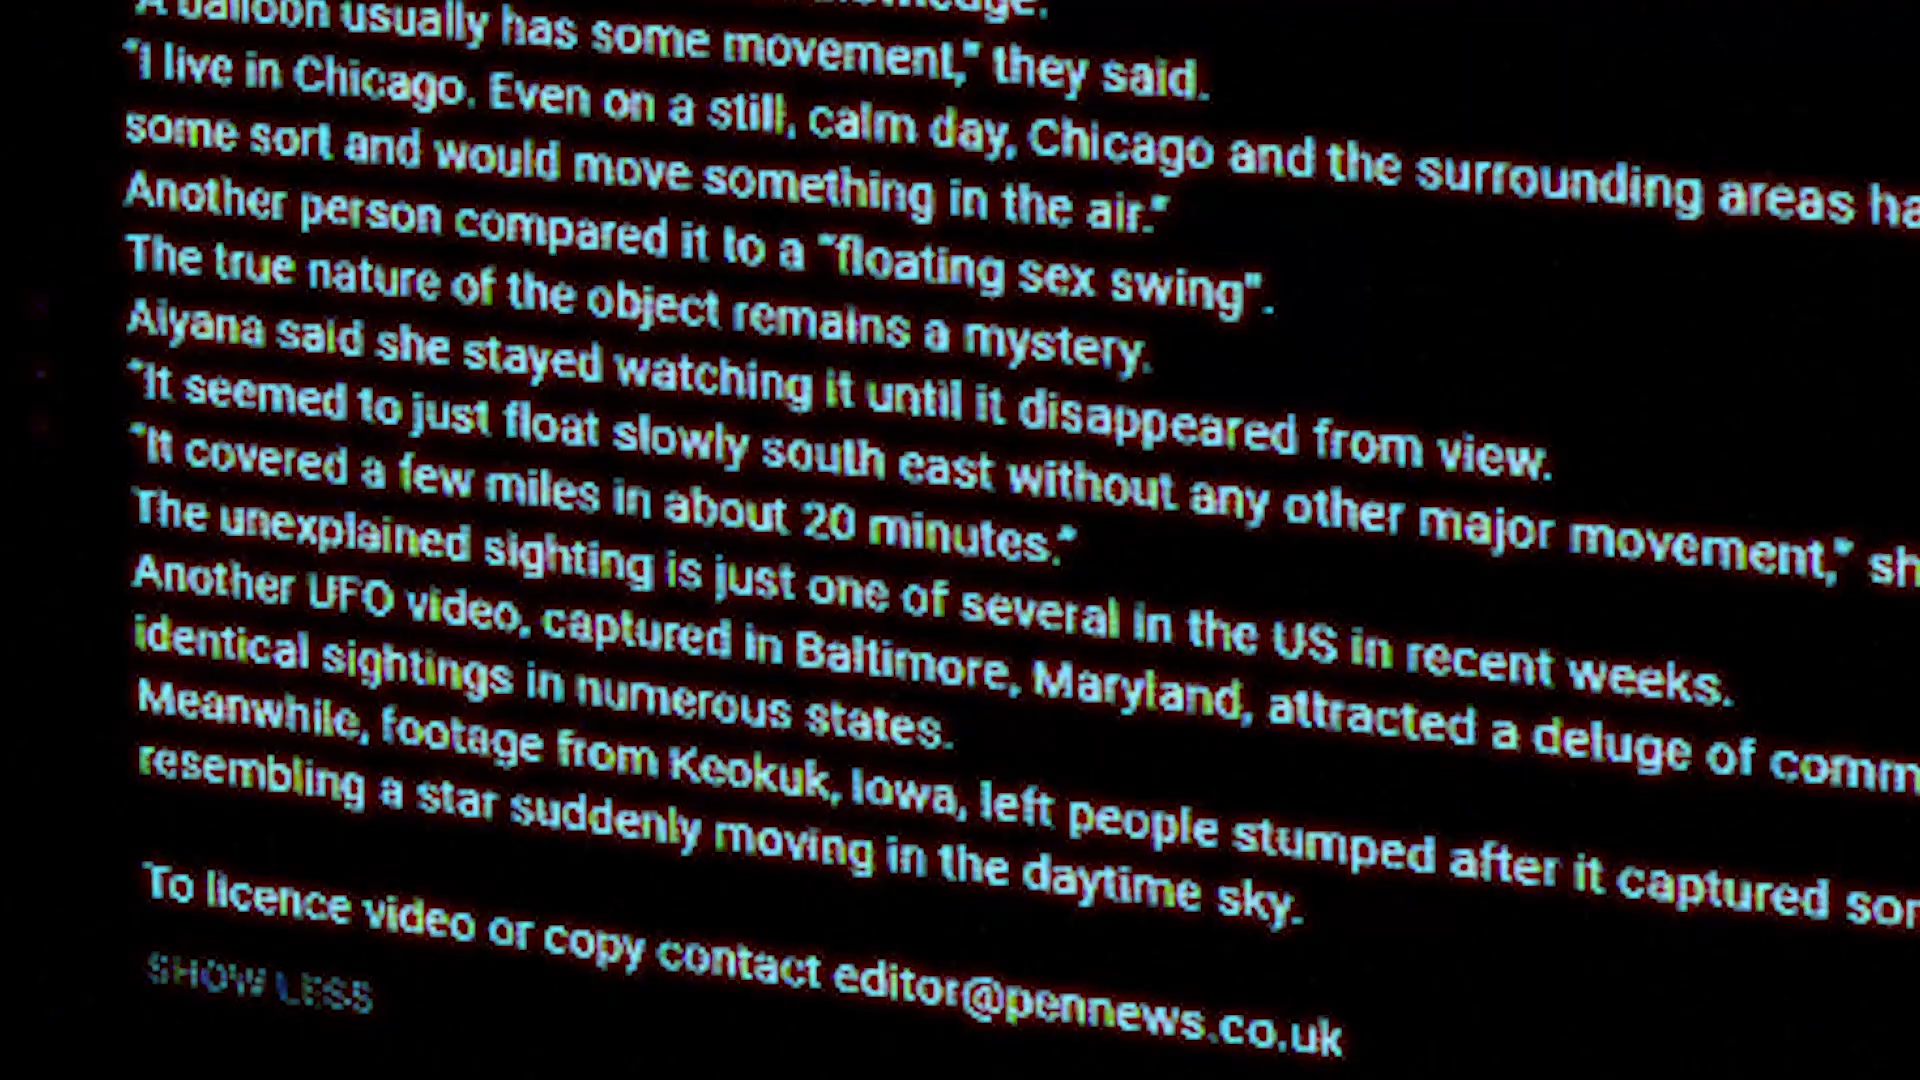 "A balloon usually has some movement," they said.
"I live in Chicago. Even on a still, calm day, Chicago and the surrounding areas ha
some sort and would move something in the air."
Another person compared it to a "floating sex swing".
The true nature of the object remains a mystery.
Aiyana said she stayed watching it until it disappeared from view.
"It seemed to just float slowly south east without any other major movement," sh
"It covered a few miles in about 20 minutes."
The unexplained sighting is just one of several in the US in recent weeks.
Another UFO video, captured in Baltimore, Maryland, attracted a deluge of comm
identical sightings in numerous states.
Meanwhile, footage from Keokuk, Iowa, left people stumped after it captured so
resembling a star suddenly moving in the daytime sky.
To licence video or copy contact editor@pennews.co.uk
SHOW LESS